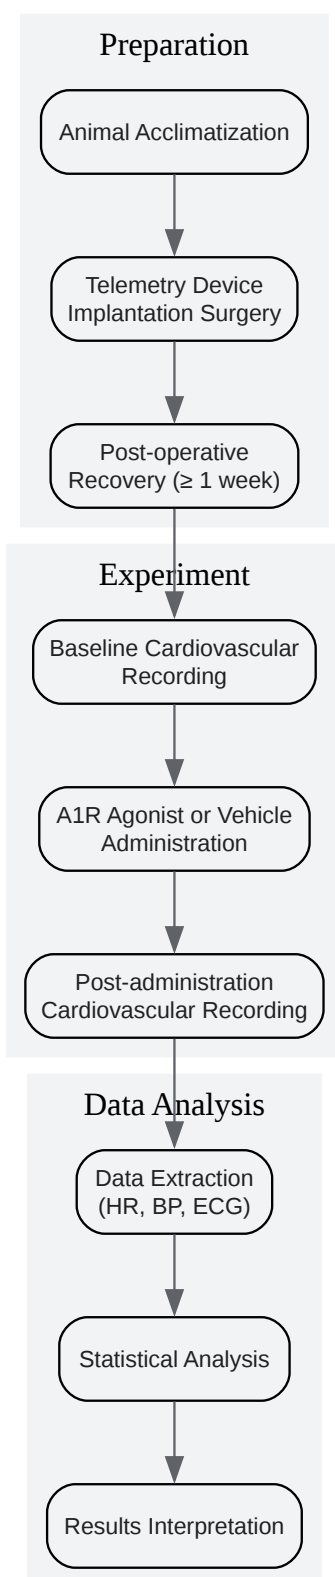 Preparation
Animal Acclimatization
Telemetry Device
Implantation Surgery
Post-operative
Recovery (≥ 1 week)
Experiment
Baseline Cardiovascular
Recording
A1R Agonist or Vehicle
Administration
Post-administration
Cardiovascular Recording
Data Analysis
Data Extraction
(HR, BP, ECG)
Statistical Analysis
Results Interpretation